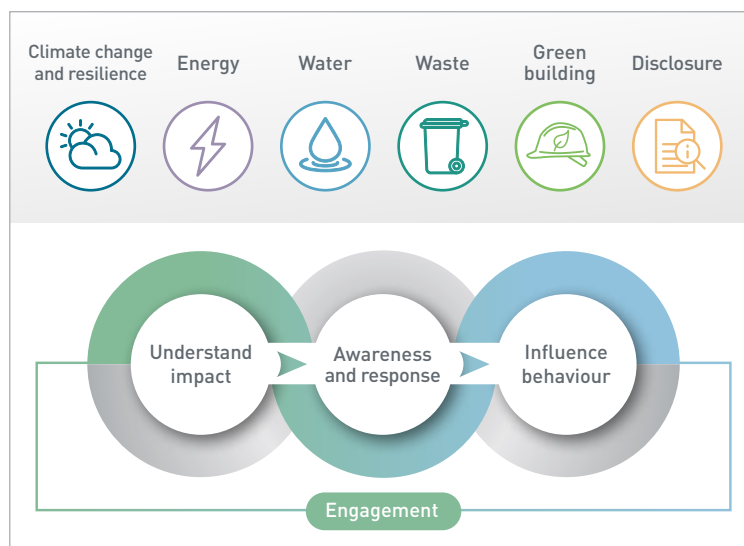 Climate change
and resilience
Energy
Water
Waste
Green
building
Disclosure
i
Understand
impact
Awareness
and response
Influence
behaviour
Engagement